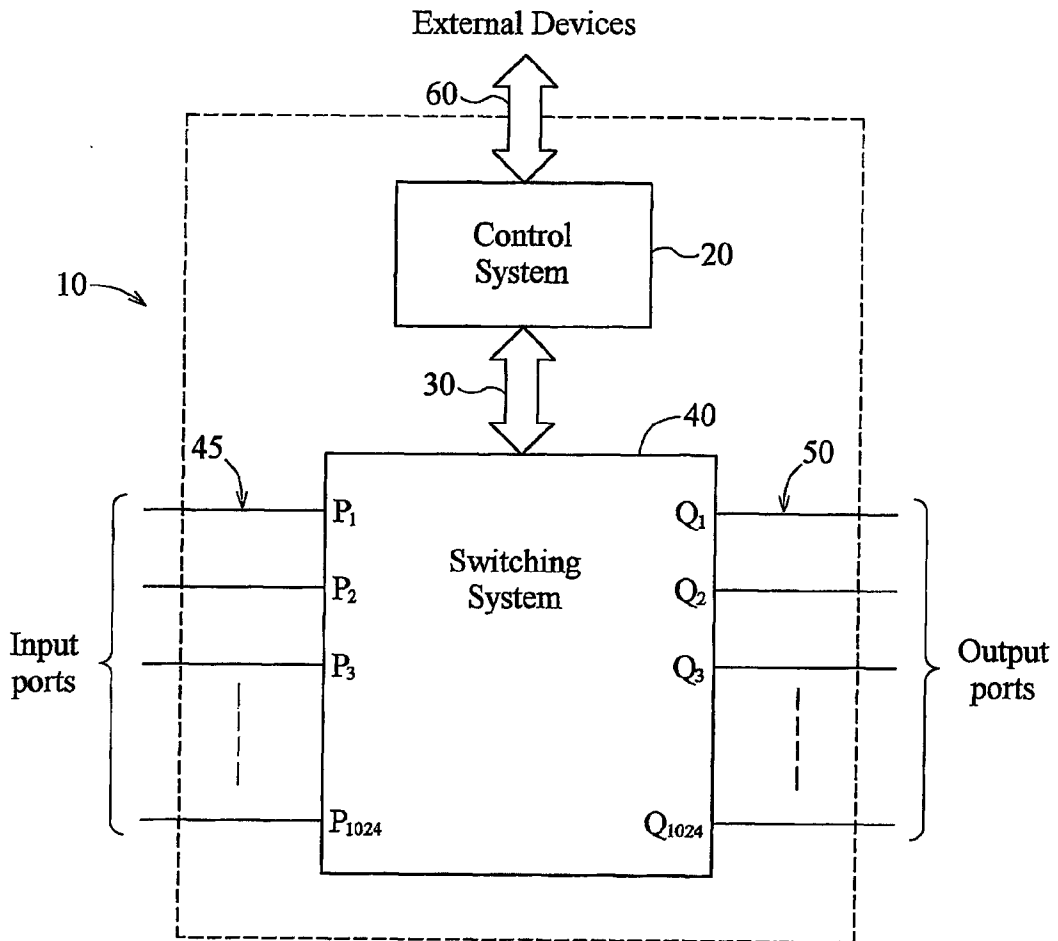 External Devices
60
Control
System
20
10
30
40
45
50
P1
Q1
Switching
System
P2
Q2
Input
ports
P3
Q3
Output
ports
P1024
Q1024